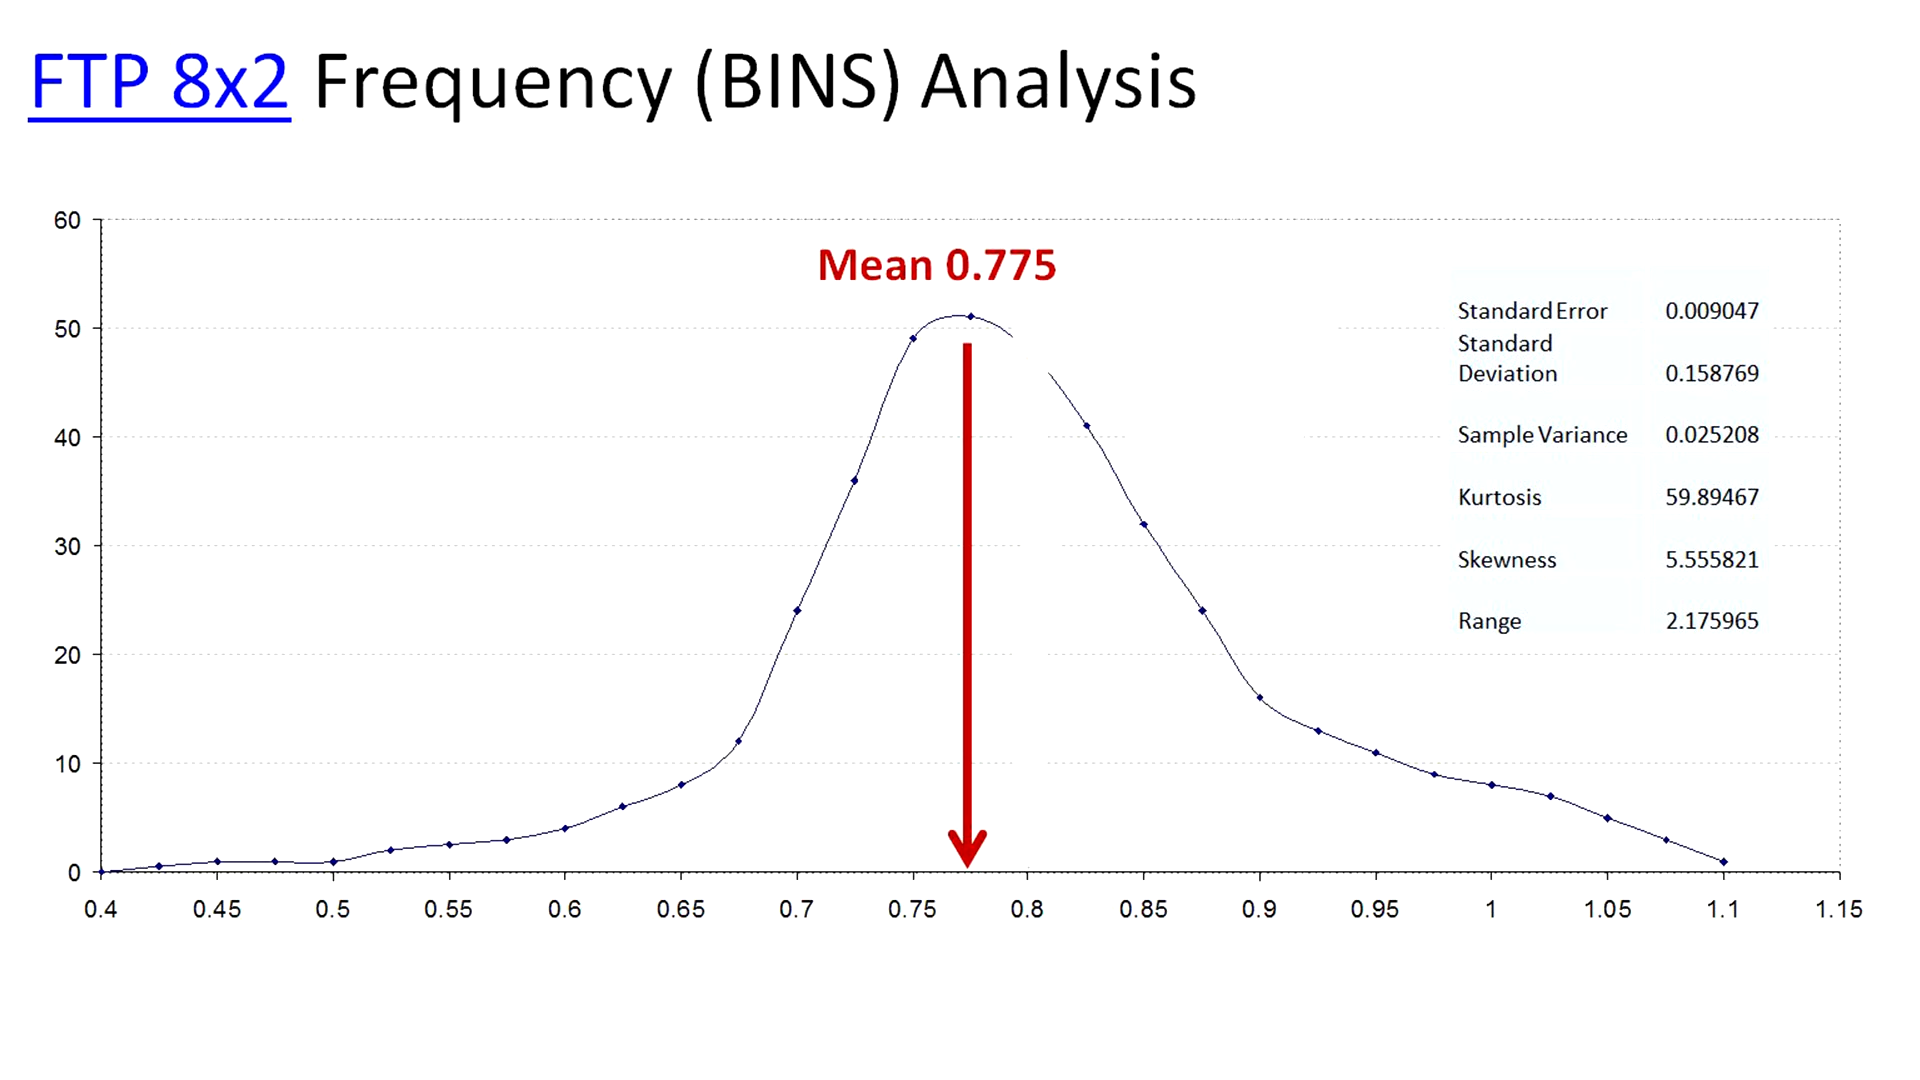 FTP 8x2 Frequency (BINS) Analysis
60
Mean 0.775
Standard Error 0.009047
50
Standard
Deviation 0.158769
40
Sample Variance 0.025208
Kurtosis 59.89467
30
Skewness 5.555821
Range 2.175965
20
10
0
0.4 0.45 0.5 0.55 0.6 0.65 0.7 0.75 0.8 0.85 0.9 0.95 1 1.05 1.1 1.15